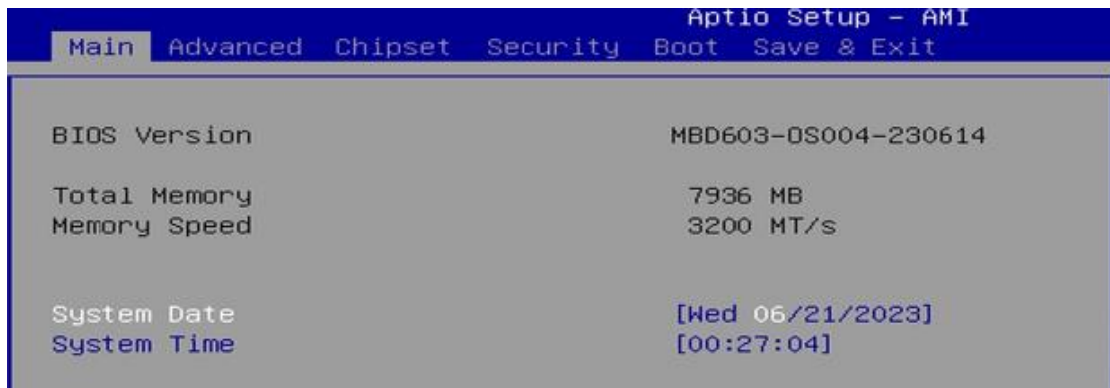 Aptio Setup – AMI
Main Advanced Chipset Security Boot Save & Exit
BIOS Version MBD603-OS004-230614
Total Memory 7936 MB
Memory Speed 3200 MT/s
System Date [Wed 06/21/2023]
System Time [00:27:04]